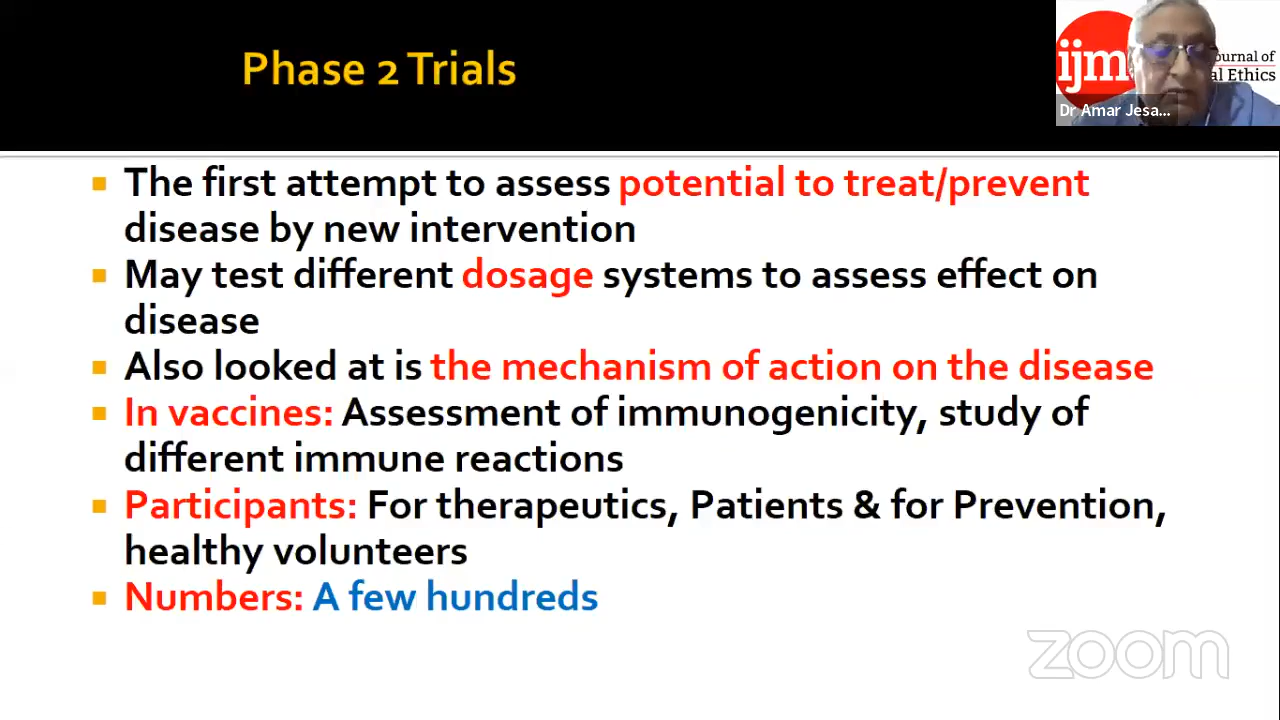 Phase 2 Trials
ijm
ournal of
al Ethics
Dr Amar Jesa...
The first attempt to assess potential to treat/prevent
disease by new intervention
May test different dosage systems to assess effect on
disease
Also looked at is the mechanism of action on the disease
In vaccines: Assessment of immunogenicity, study of
different immune reactions
Participants: For therapeutics, Patients & for Prevention,
healthy volunteers
Numbers: A few hundreds
zoom